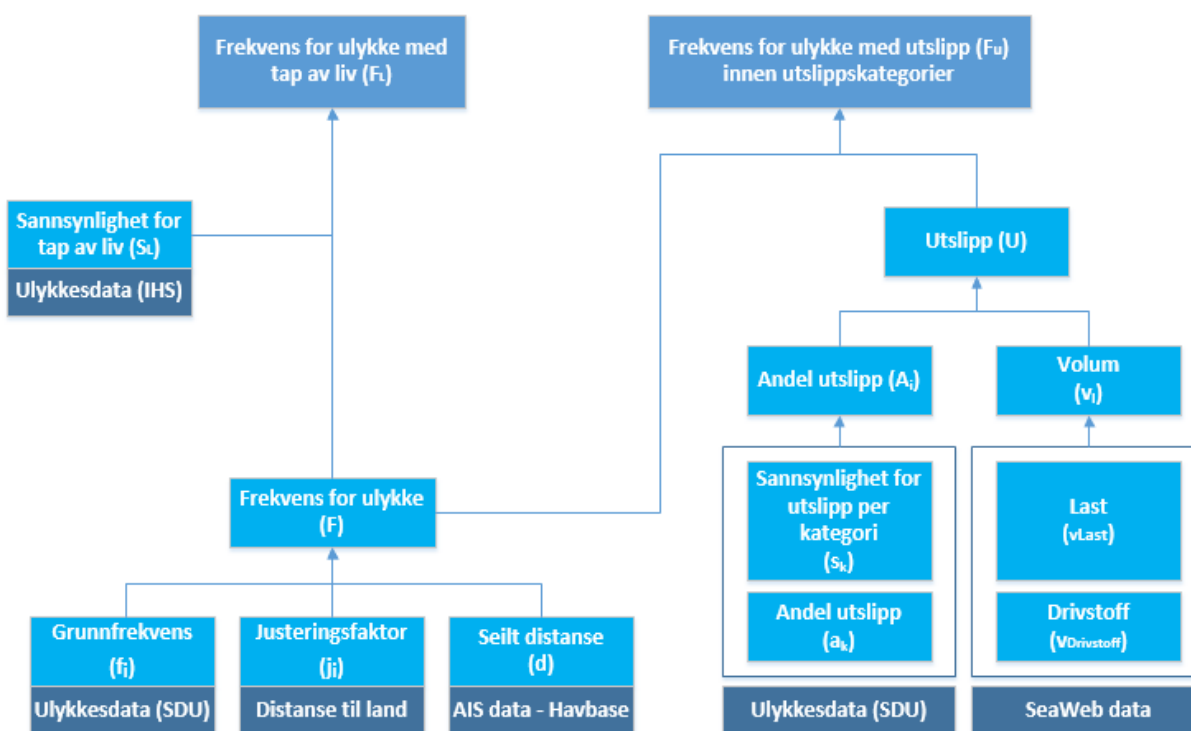 Frekvens for ulykke med
tap av liv (FL)
Frekvens for ulykke med utslipp (Fu)
innen utslippskategorier
Sannsynlighet for
tap av liv (SL)
Ulykkesdata (IHS)
Utslipp (U)
Andel utslipp (Ai)
Volum
(vl)
Frekvens for ulykke
(F)
Sannsynlighet for
utslipp per
kategori
(sk)
Last
(vLast)
Andel utslipp
(ak)
Drivstoff
(vDrivstoff)
Grunnfrekvens
(fi)
Justeringsfaktor
(ji)
Seilt distanse
(d)
Ulykkesdata (SDU)
Distanse til land
AIS data - Havbase
Ulykkesdata (SDU)
SeaWeb data